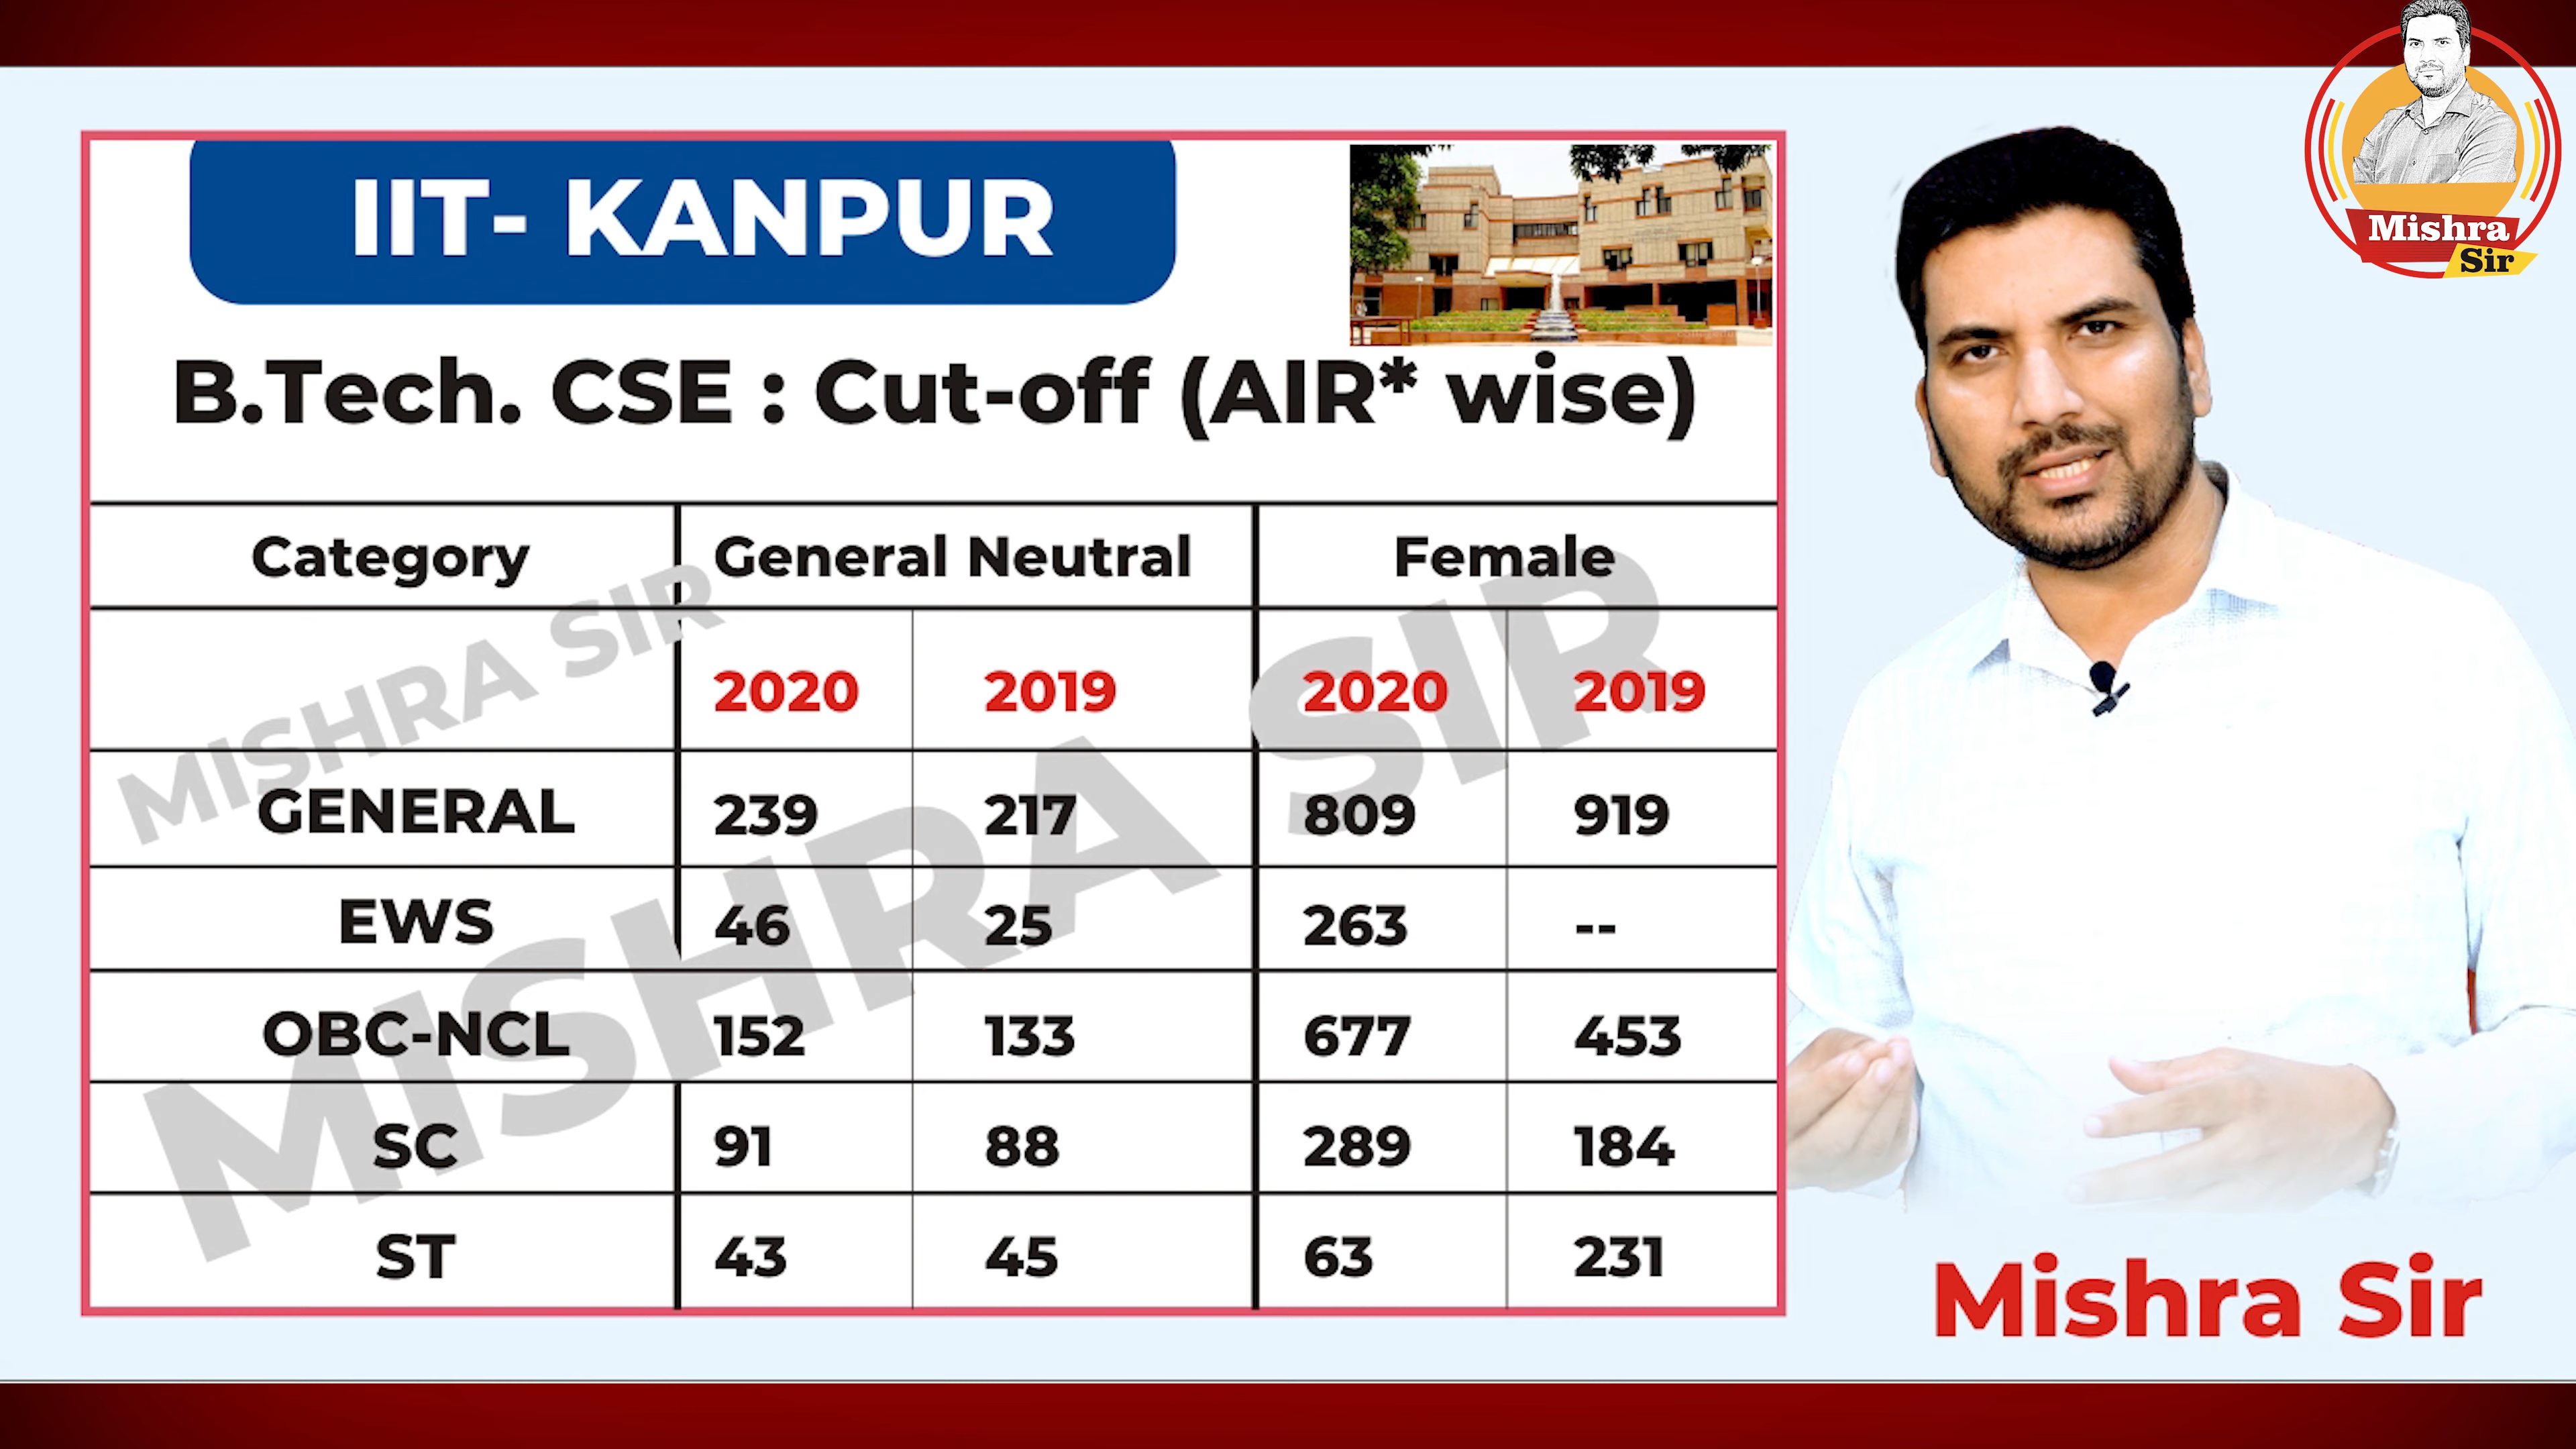 Mishra
Sir
IIT- KANPUR
B.Tech. CSE : Cut-off (AIR* wise)
Category General Neutral Female
2020 2019 2020 2019
GENERAL 239 217 809 919
EWS 46 25 263 --
OBC-NCL 152 133 677 453
SC 91 88 289 184
ST 43 45 63 231
MISHRA SIR
MISHRA SIR
Mishra Sir